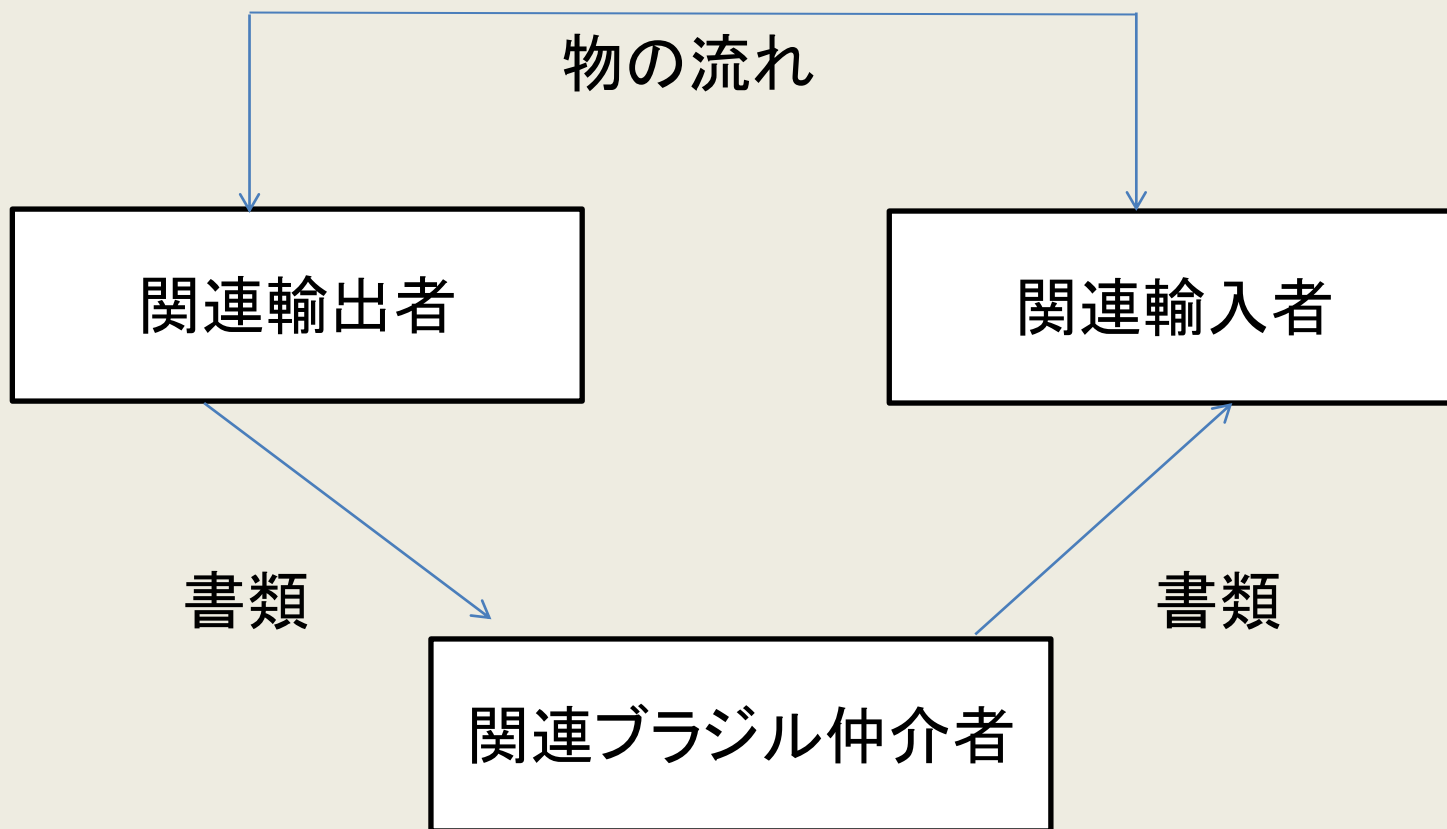 物の流れ
関連輸出者
関連輸入者
書類
書類
関連ブラジル仲介者